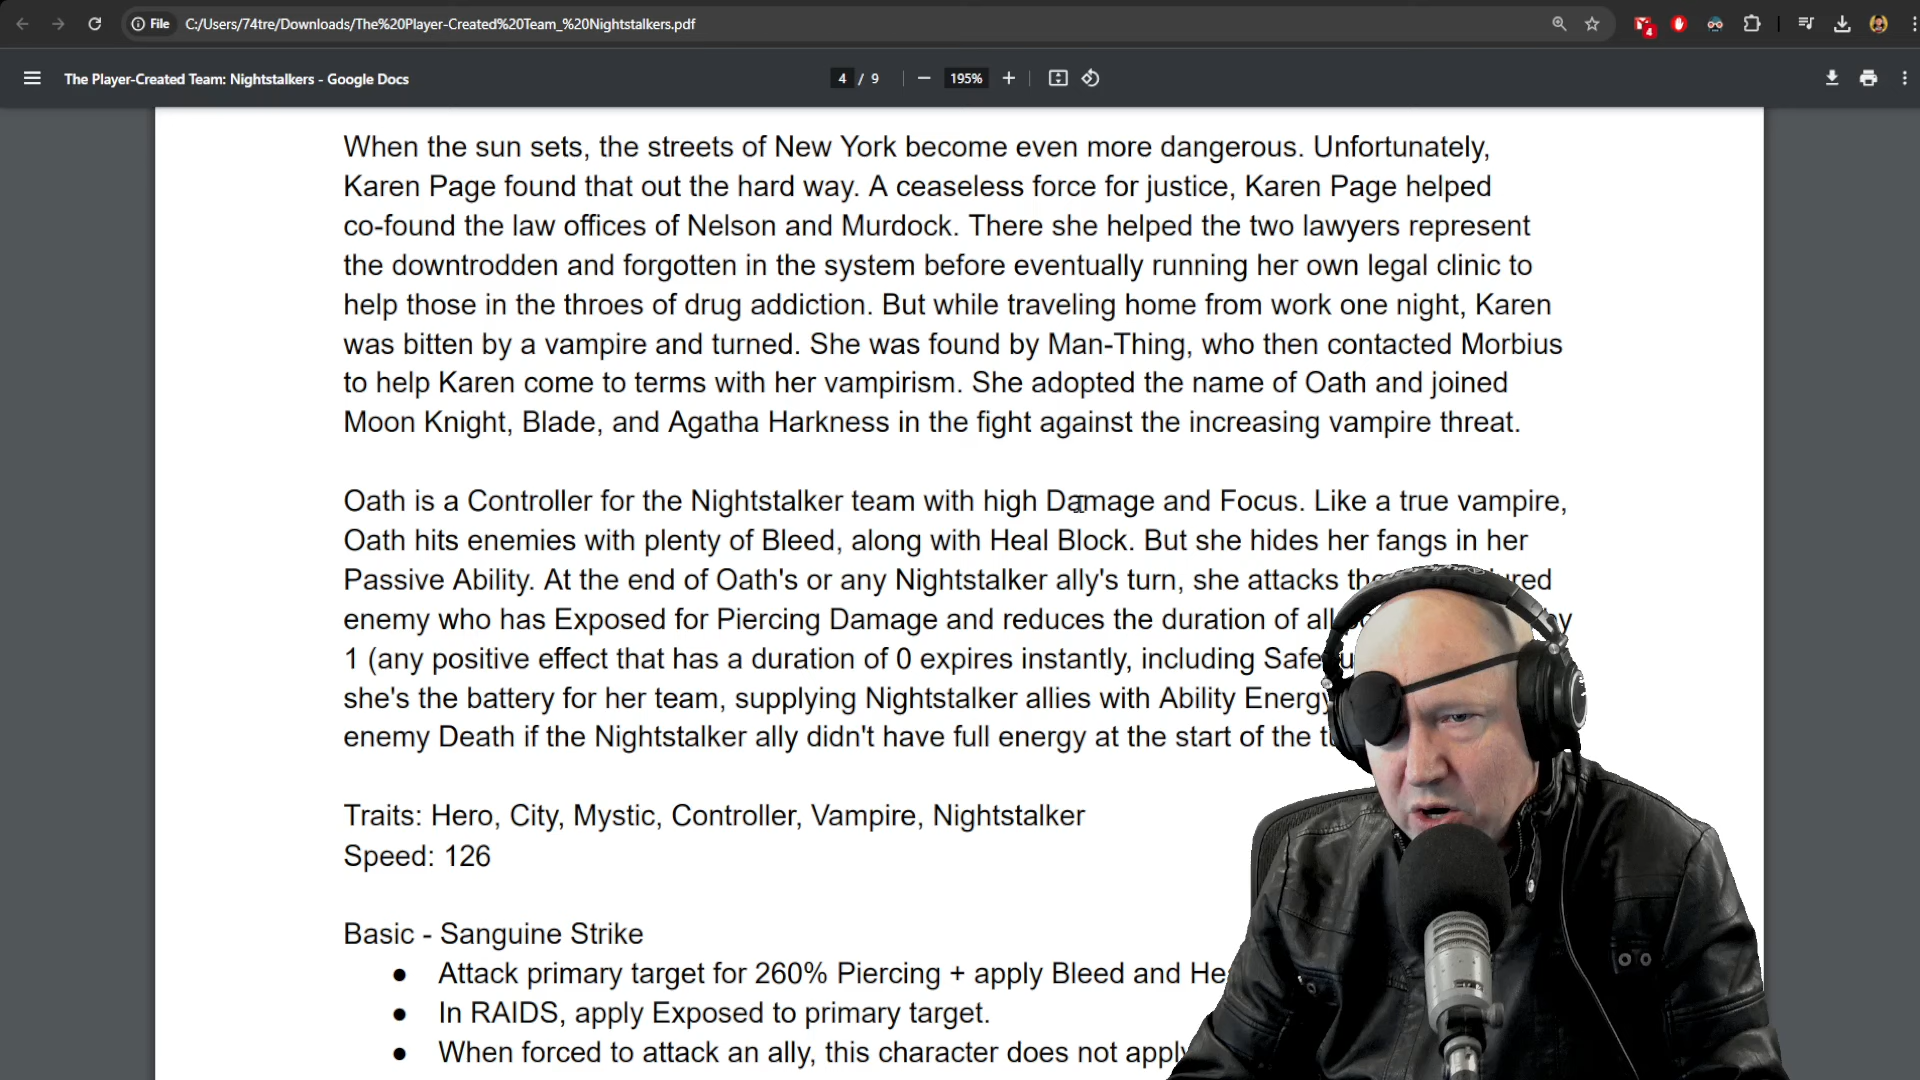 File C:/Users/74tre/Downloads/The%20Player-Created%20Team_%20Nightstalkers.pdf
4
The Player-Created Team: Nightstalkers - Google Docs
4 / 9
195%
When the sun sets, the streets of New York become even more dangerous. Unfortunately,
Karen Page found that out the hard way. A ceaseless force for justice, Karen Page helped
co-found the law offices of Nelson and Murdock. There she helped the two lawyers represent
the downtrodden and forgotten in the system before eventually running her own legal clinic to
help those in the throes of drug addiction. But while traveling home from work one night, Karen
was bitten by a vampire and turned. She was found by Man-Thing, who then contacted Morbius
to help Karen come to terms with her vampirism. She adopted the name of Oath and joined
Moon Knight, Blade, and Agatha Harkness in the fight against the increasing vampire threat.
Oath is a Controller for the Nightstalker team with high Damage and Focus. Like a true vampire,
Oath hits enemies with plenty of Bleed, along with Heal Block. But she hides her fangs in her
Passive Ability. At the end of Oath's or any Nightstalker ally's turn, she attacks
enemy who has Exposed for Piercing Damage and reduces the duration of all
1 (any positive effect that has a duration of 0 expires instantly, including
she's the battery for her team, supplying Nightstalker allies with Ability Energy
enemy Death if the Nightstalker ally didn't have full energy at the start of the
Traits: Hero, City, Mystic, Controller, Vampire, Nightstalker
Speed: 126
Basic - Sanguine Strike
● Attack primary target for 260% Piercing + apply Bleed and
● In RAIDS, apply Exposed to primary target.
● When forced to attack an ally, this character does not